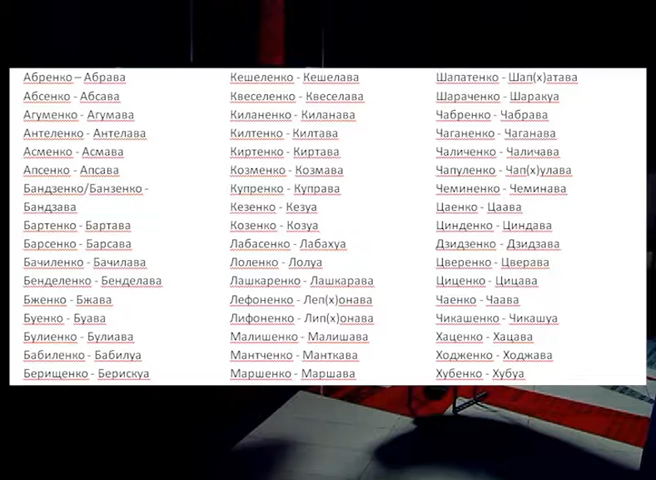 Абренко – Абрава
Абсенко - Абсава
Агуменко - Агумава
Антеленко - Антелава
Асменко - Асмава
Апсенко - Апсава
Бандзенко/Банзенко -
Бандзава
Бартенко - Бартава
Барсенко - Барсава
Бачиленко - Бачилава
Бенделенко - Бенделава
Бженко - Бжава
Буенко - Буава
Булиенко - Булиава
Бабиленко - Бабилуа
Берищенко - Берискуа
Кешеленко - Кешелава
Квеселенко - Квеселава
Киланенко - Киланава
Килтенко - Килтава
Киртенко - Киртава
Козменко - Козмава
Купренко - Куправа
Кезенко - Кезуа
Козенко - Козуа
Лабасенко - Лабахуа
Лоленко - Лолуа
Лашкаренко - Лашкарава
Лефоненко - Леп(х)онава
Лифоненко - Лип(х)онава
Малишенко - Малишава
Мантченко - Манткава
Маршенко - Маршава
Шапатенко - Шап(х)атава
Шараченко - Шаракуа
Чабренко - Чабрава
Чаганенко - Чаганава
Чаличенко - Чаличава
Чапуленко - Чап(х)улава
Чеминенко - Чеминава
Цаенко - Цаава
Цинденко - Циндава
Дзидзенко - Дзидзава
Цверенко - Цверава
Циценко - Цицава
Чаенко - Чаава
Чикашенко - Чикашуа
Хаценко - Хацава
Ходженко - Ходжава
Хубенко - Хубуа